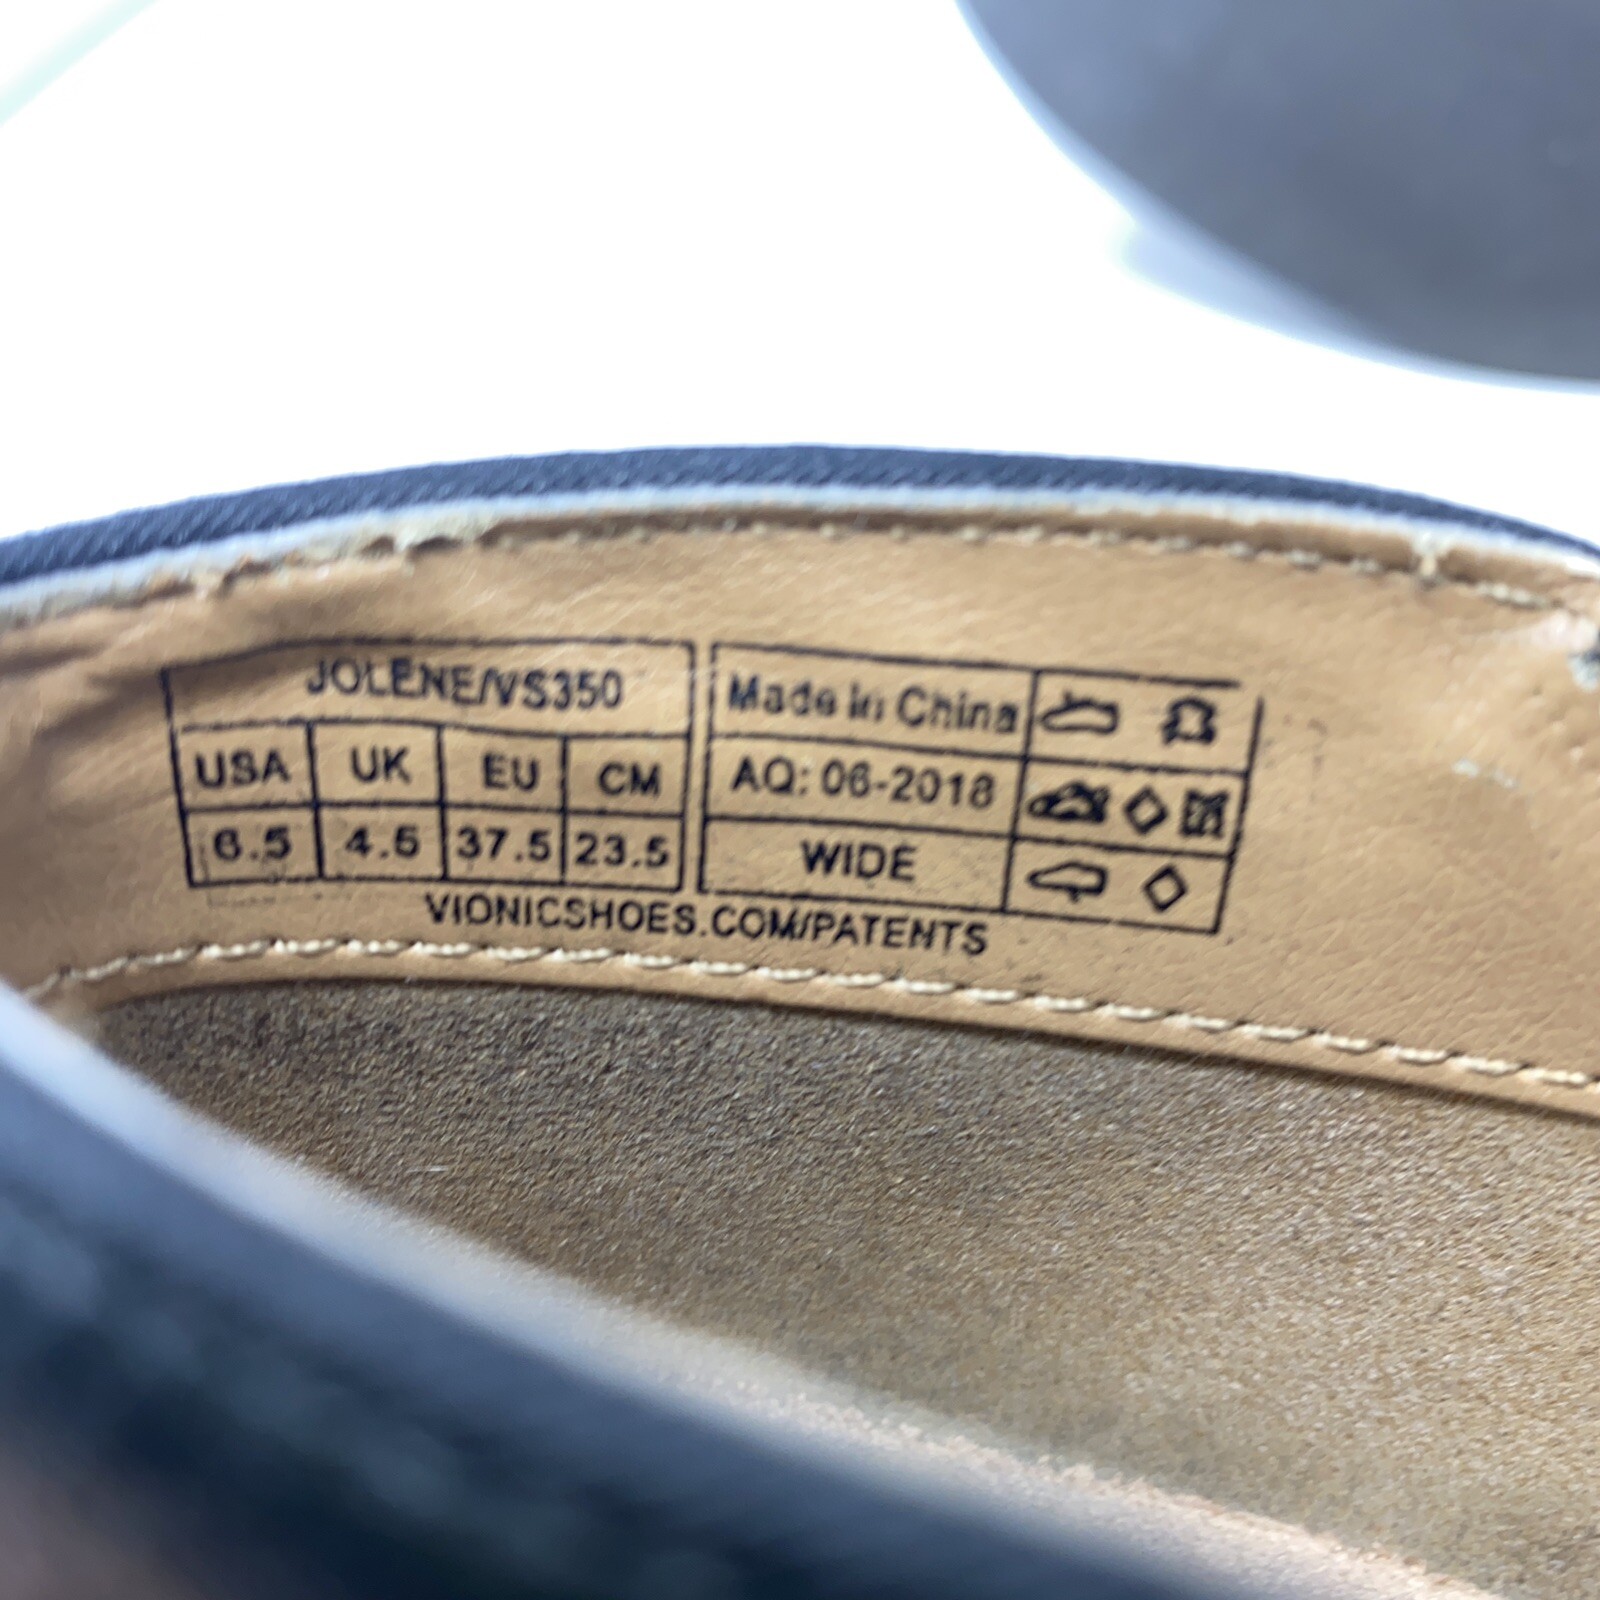 JOLENE/VS350
USA UK EU CM
6.5 4.5 37.5 23.5
Made in China
AQ: 06-2018
WIDE
VIONICSHOES.COM/PATENTS